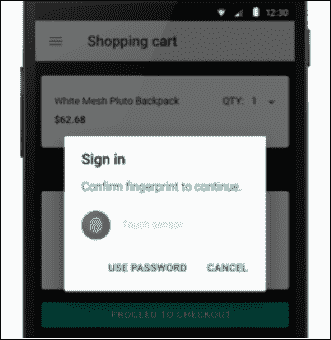 12:30
Shopping cart
White Mesh Pluto Backpack QTY: 1
$62.68
Sign in
Confirm fingerprint to continue.
Touch sensor
USE PASSWORD CANCEL
PROCEED TO CHECKOUT